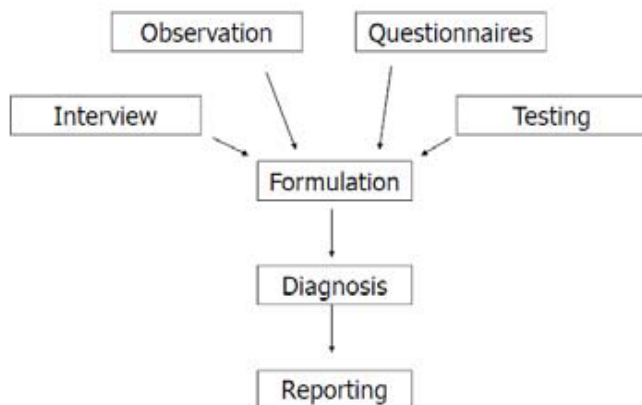 Observation
Questionnaires
Interview
Testing
Formulation
Diagnosis
Reporting